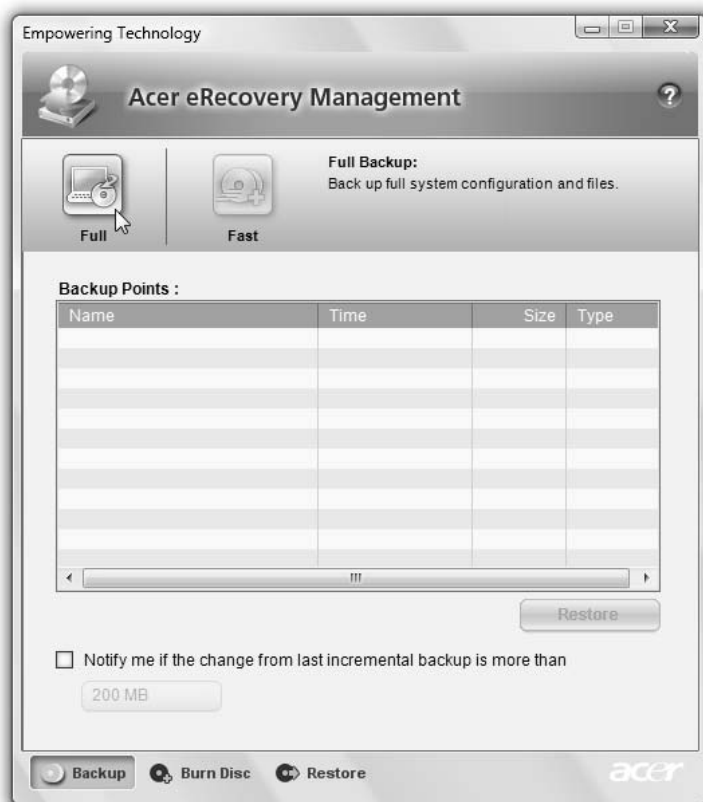 Empowering Technology
Acer eRecovery Management
?
Full
Fast
Full Backup:
Back up full system configuration and files.
Backup Points :
Name Time Size Type
Restore
Notify me if the change from last incremental backup is more than
200 MB
Backup Burn Disc Restore
acer